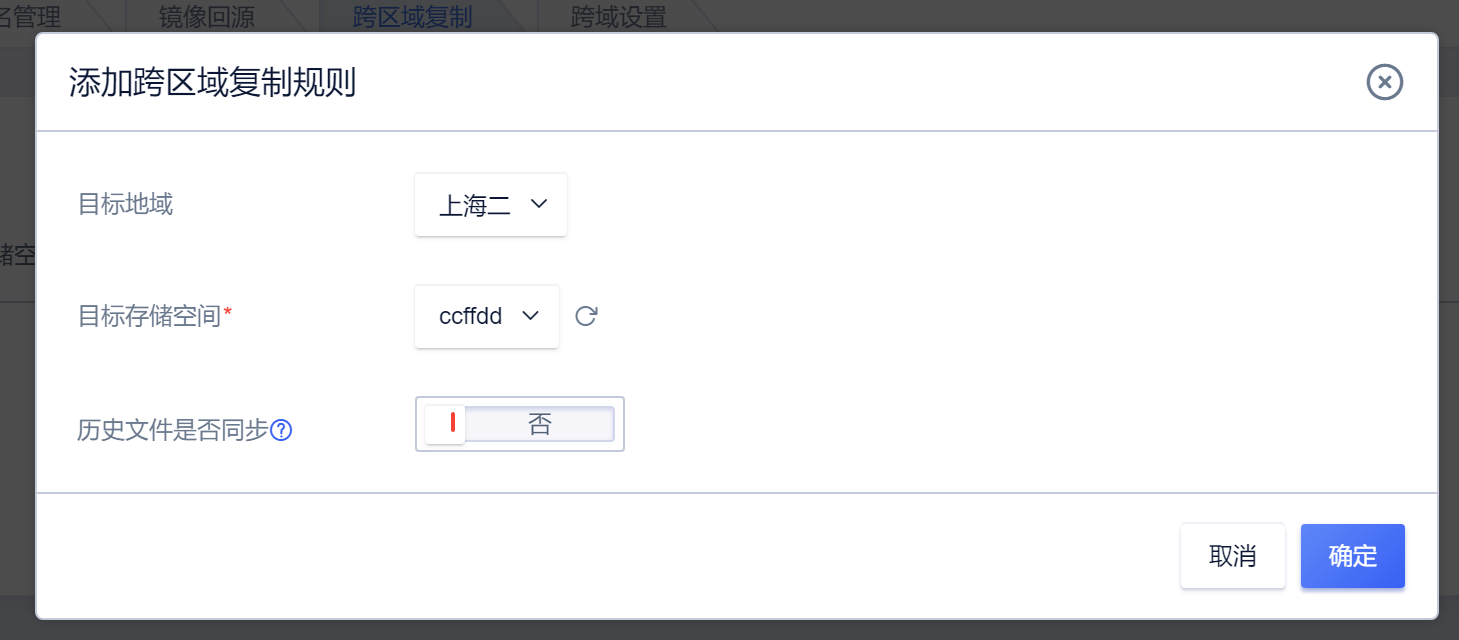 名管理 镜像回源 跨区域复制 跨域设置
添加跨区域复制规则
目标地域 上海二
储空
目标存储空间* ccffdd
历史文件是否同步? 否
取消 确定